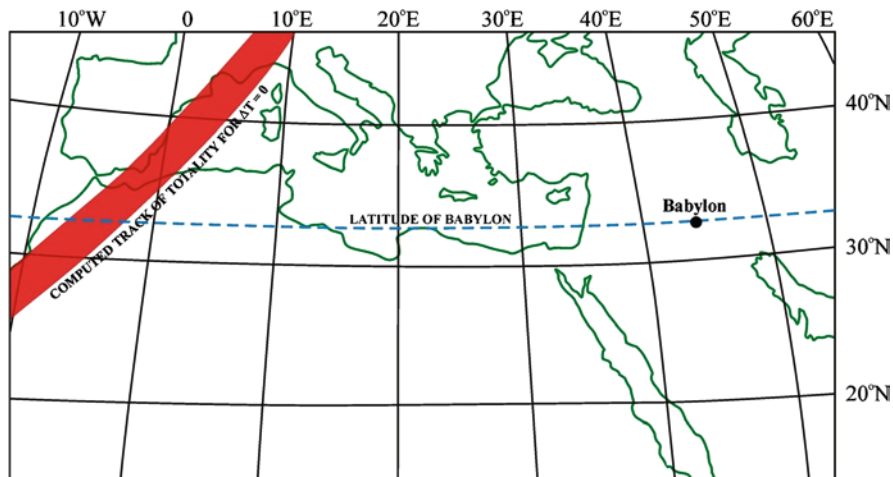 10°W 0 10°E 20°E 30°E 40°E 50°E 60°E
40°N
COMPUTED TRACK OF TOTALITY FOR ΔT = 0
Babylon
LATITUDE OF BABYLON
30°N
20°N